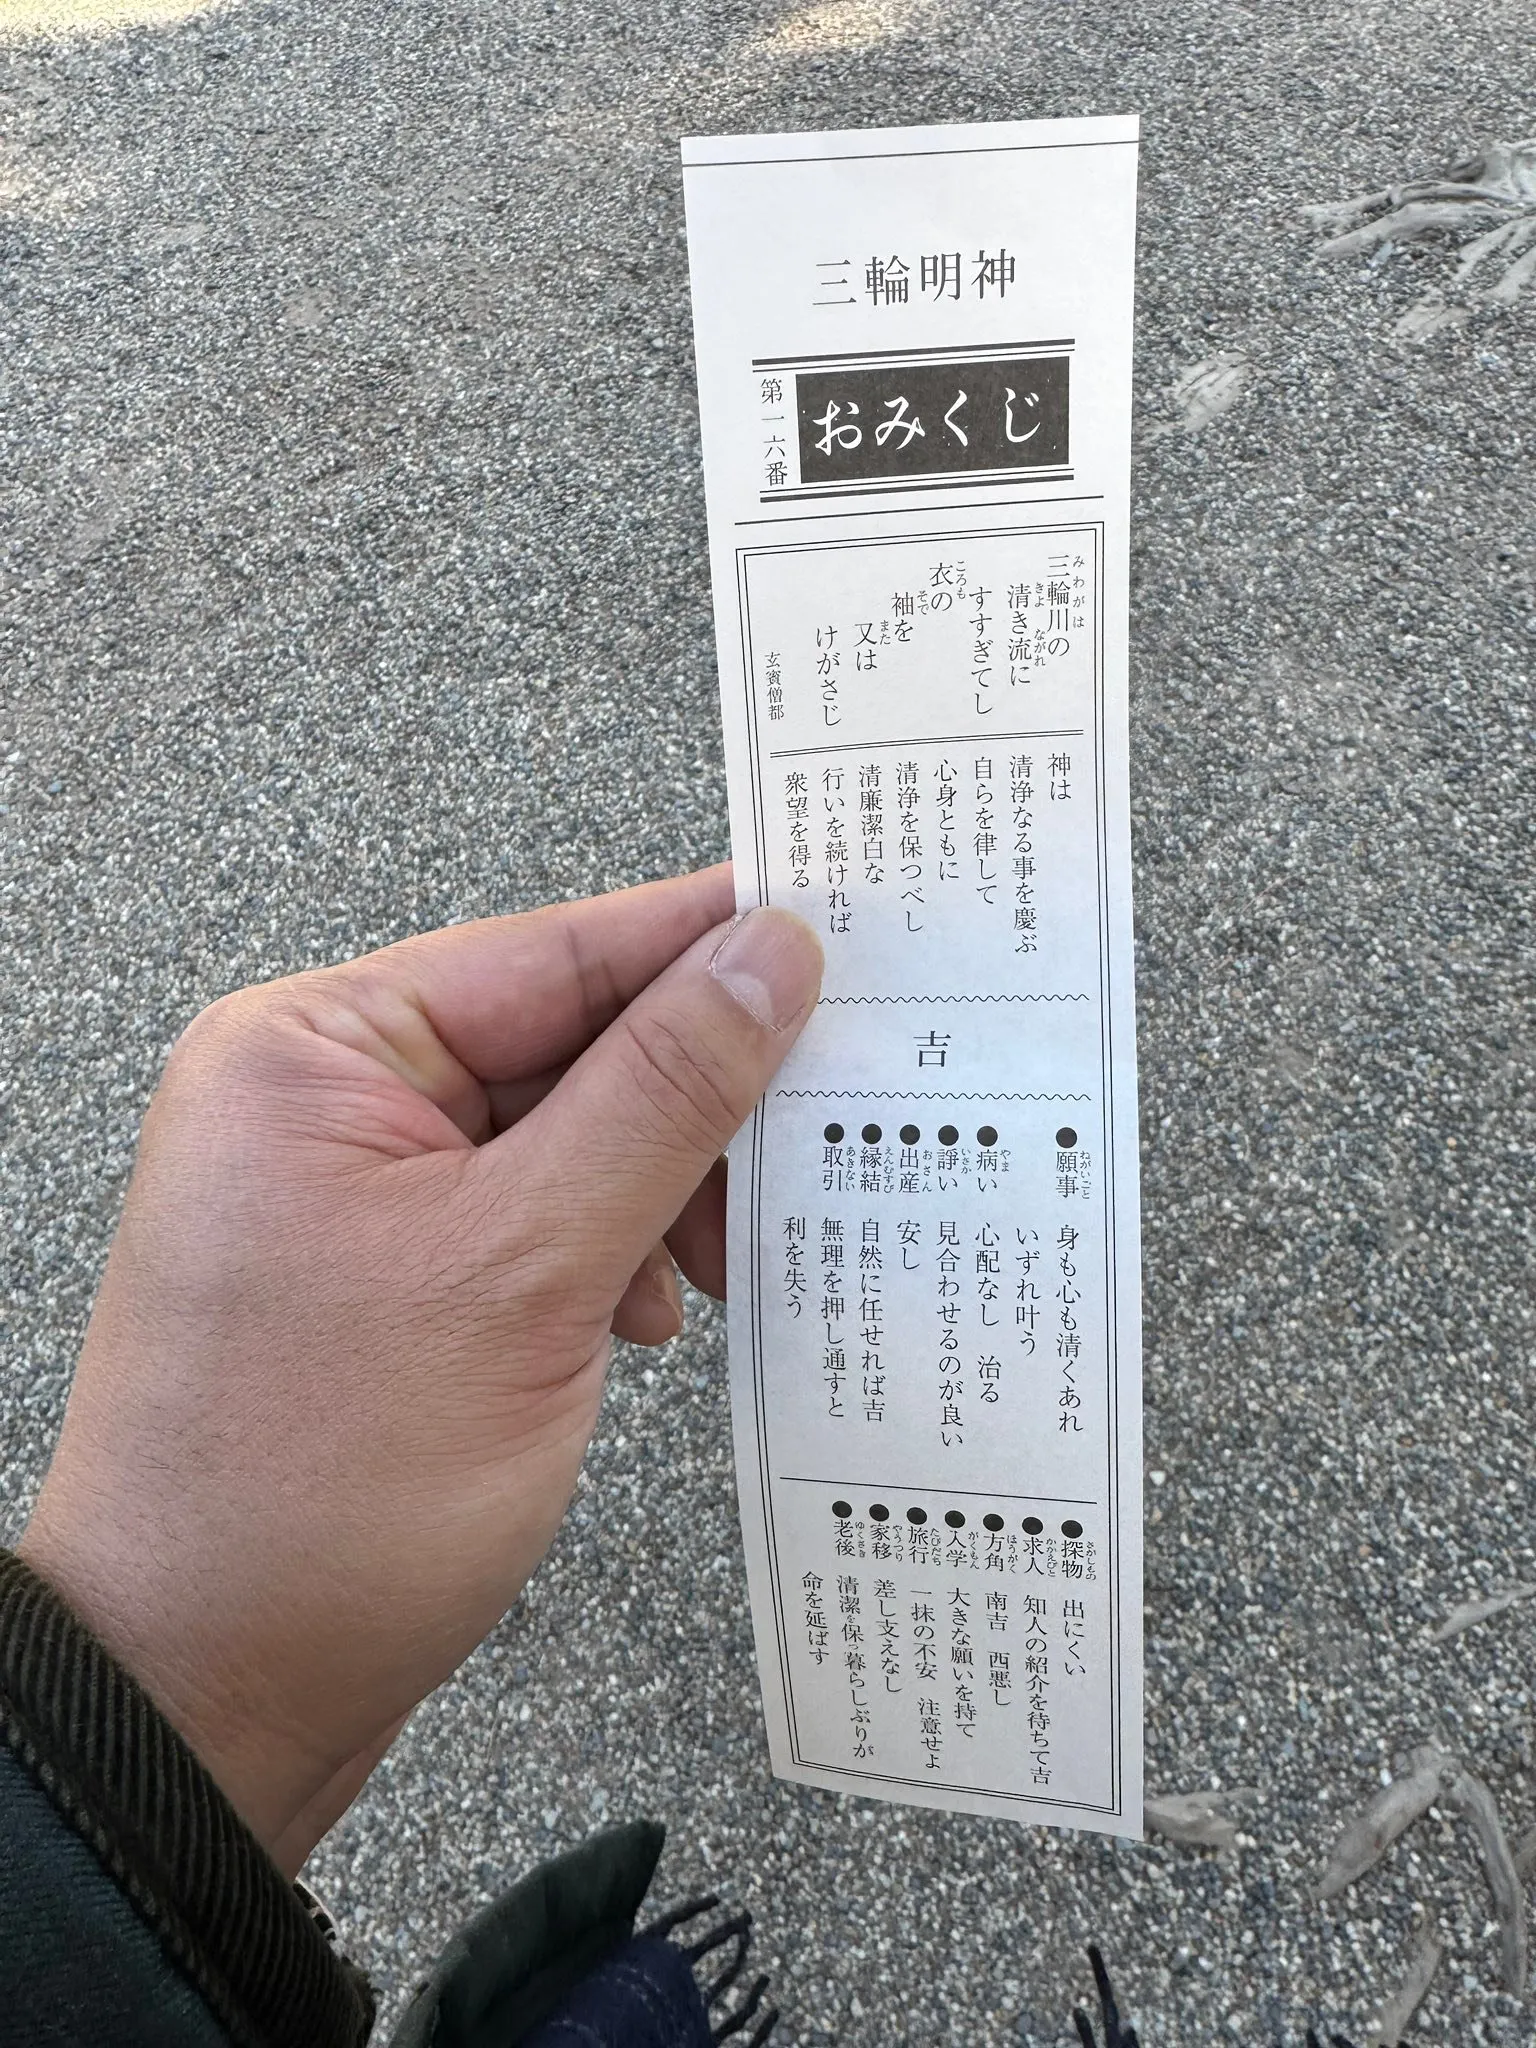 三輪明神
おみくじ
第一六番
三輪川の
清き流に
すすぎてし
衣の
袖を
又は
けがさじ
玄賓僧都
神は
清浄なる事を慶ぶ
自らを律して
心身ともに
清浄を保つべし
清廉潔白な
行いを続ければ
衆望を得る
吉
●願事 身も心も清くあれ
いずれ叶う
●病い 心配なし 治る
●諍い 見合わせるのが良い
●出産 安し
●縁結 自然に任せれば吉
●取引 無理を押し通すと
利を失う
●探物 出にくい
●求人 知人の紹介を待ちて吉
●方角 南吉 西悪し
●入学 大きな願いを持て
●旅行 一抹の不安 注意せよ
●家移 差し支えなし
●老後 清潔を保つ暮らしぶりが
命を延ばす